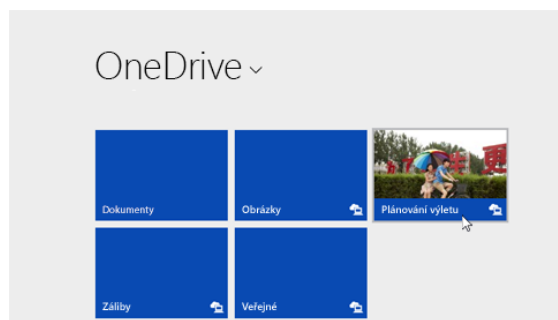 OneDrive
Dokumenty
Obrázky
Plánování výletu
Záliby
Veřejné